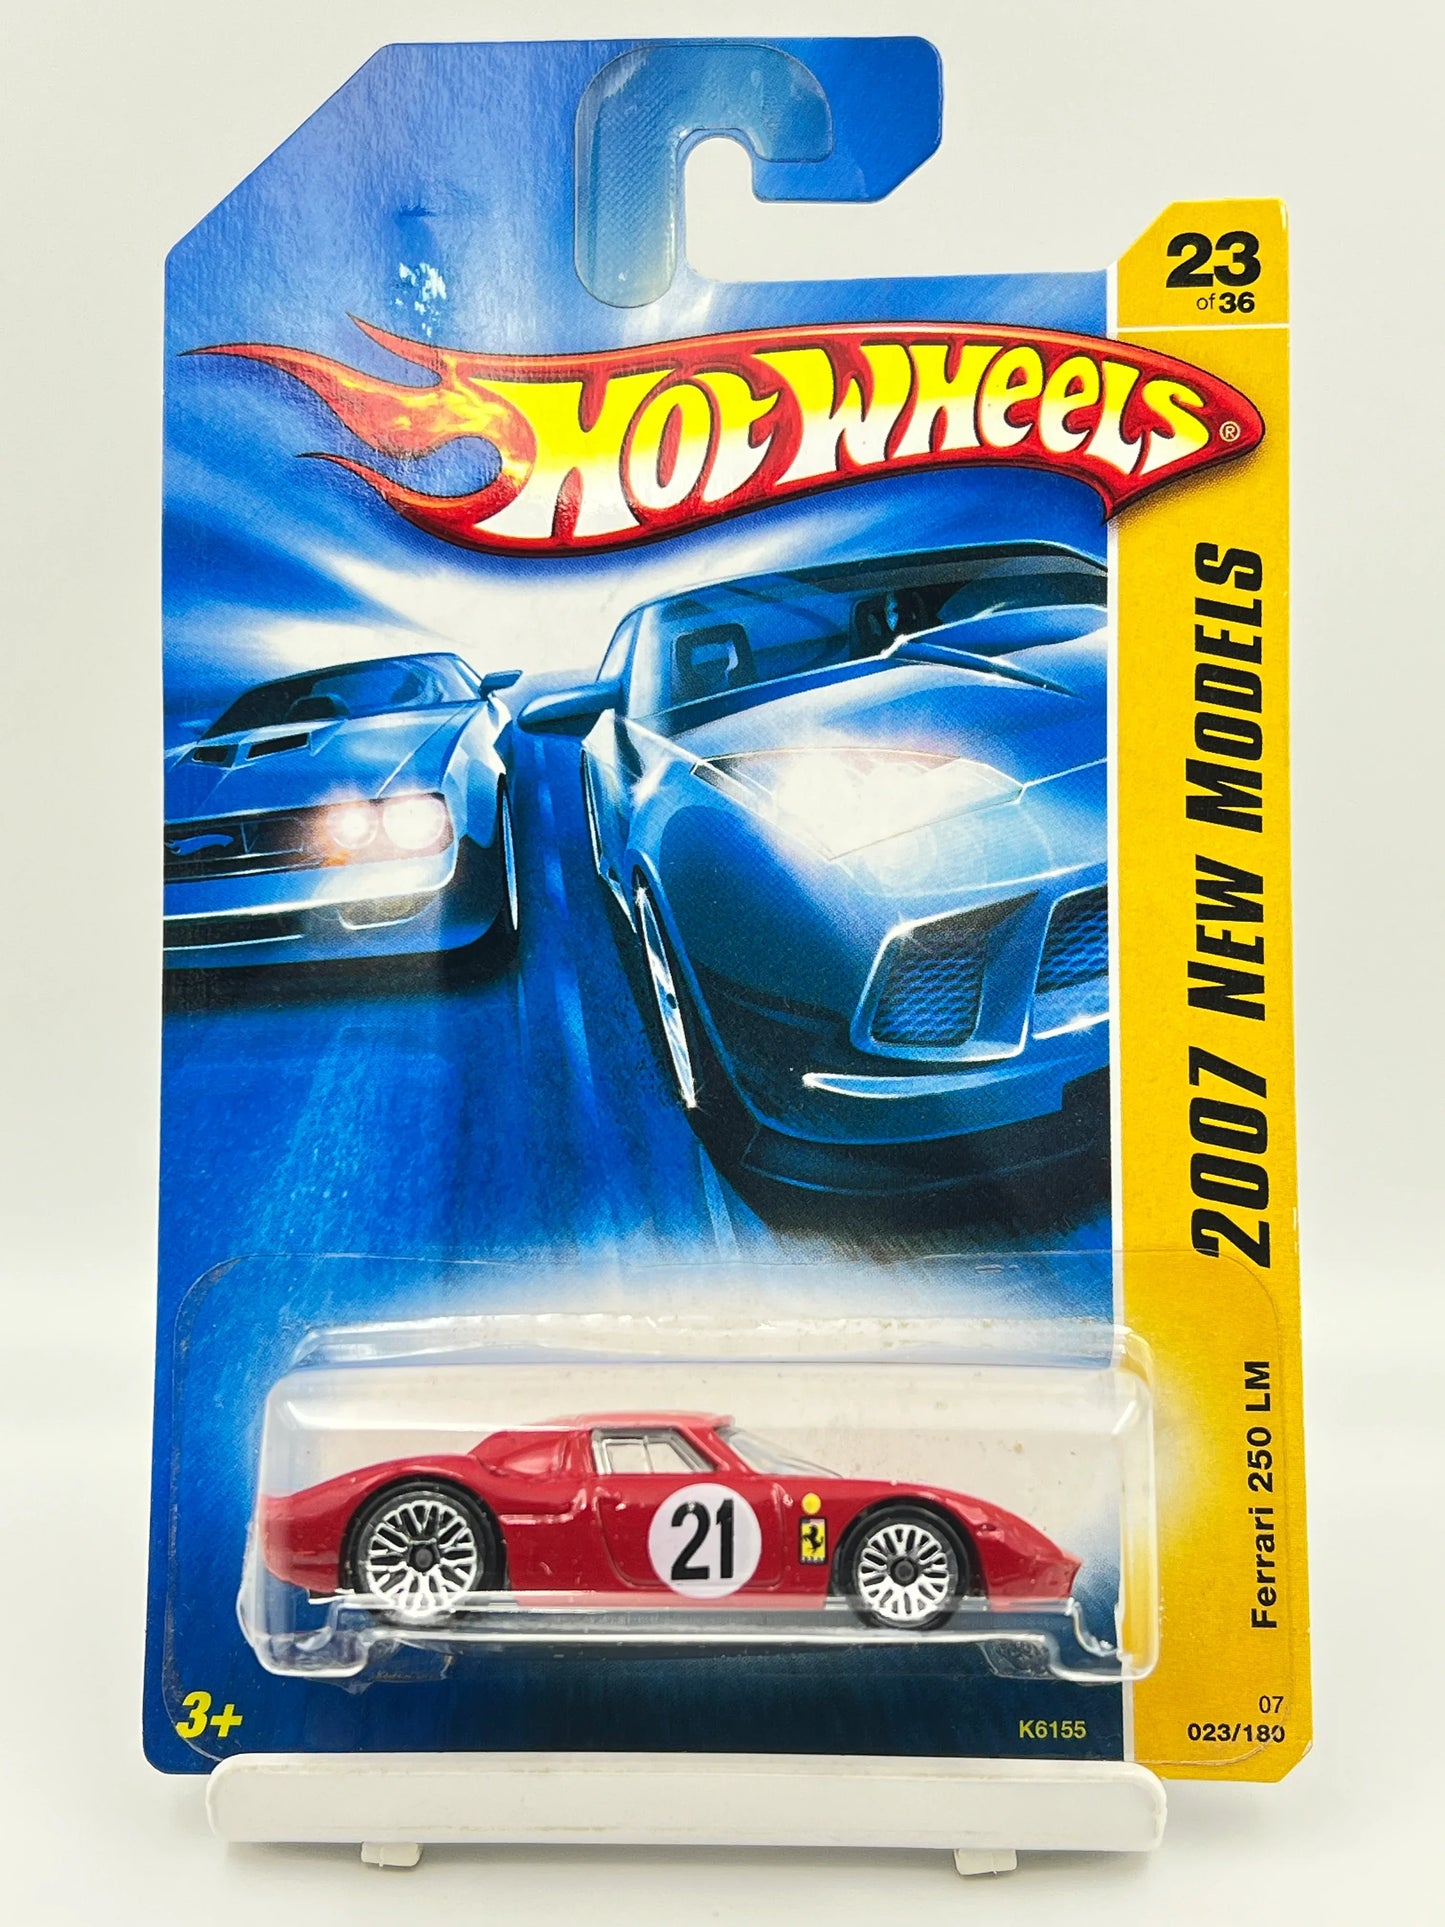 23
of 36
HOT WHEELS ®
2007 NEW MODELS
Ferrari 250 LM
21
3+
K6155
07
023/180